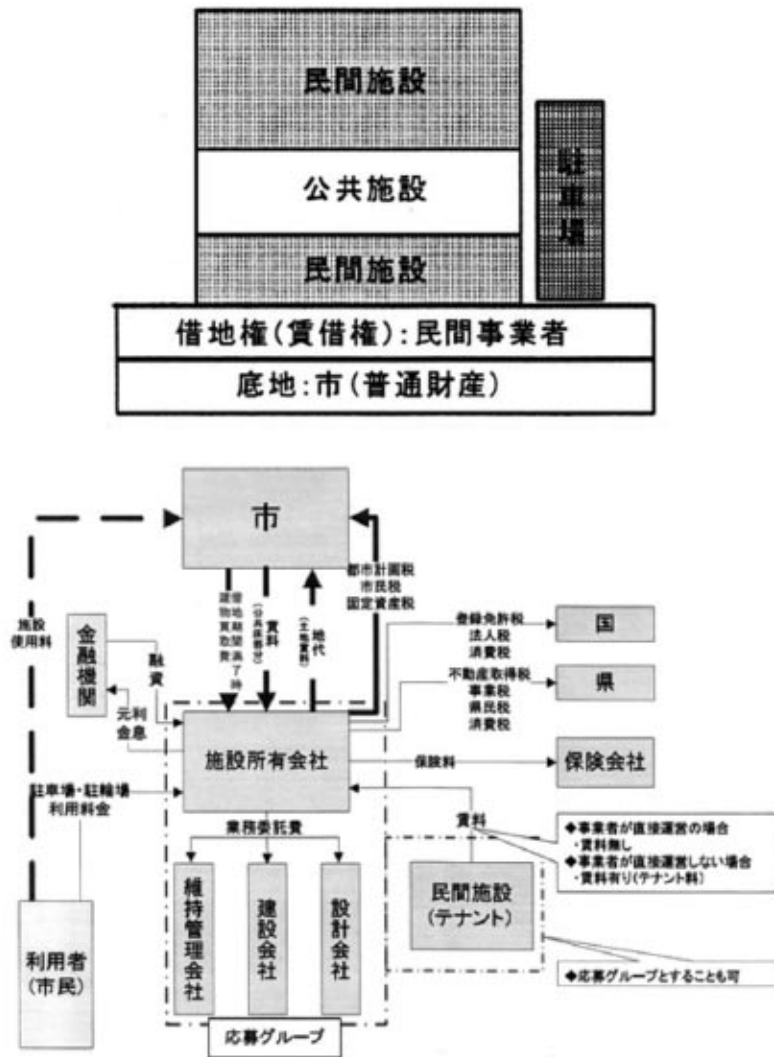 民間施設
公共施設
民間施設
駐車場
借地権(賃借権):民間事業者
底地:市(普通財産)
市
都市計画税
市民税
固定資産税
借地期間満了時
建物買取費
賃料
(公共床部分)
地代
(土地賃料)
施設
使用料
金融機関
融資
元利
金息
登録免許税
法人税
消費税
国
不動産取得税
事業税
県民税
消費税
県
施設所有会社
保険料
保険会社
駐車場・駐輪場
利用料金
業務委託費
賃料
◆事業者が直接運営の場合
・賃料無し
◆事業者が直接運営しない場合
・賃料有り(テナント料)
維持管理会社
建設会社
設計会社
民間施設
(テナント)
利用者
(市民)
◆応募グループとすることも可
応募グループ